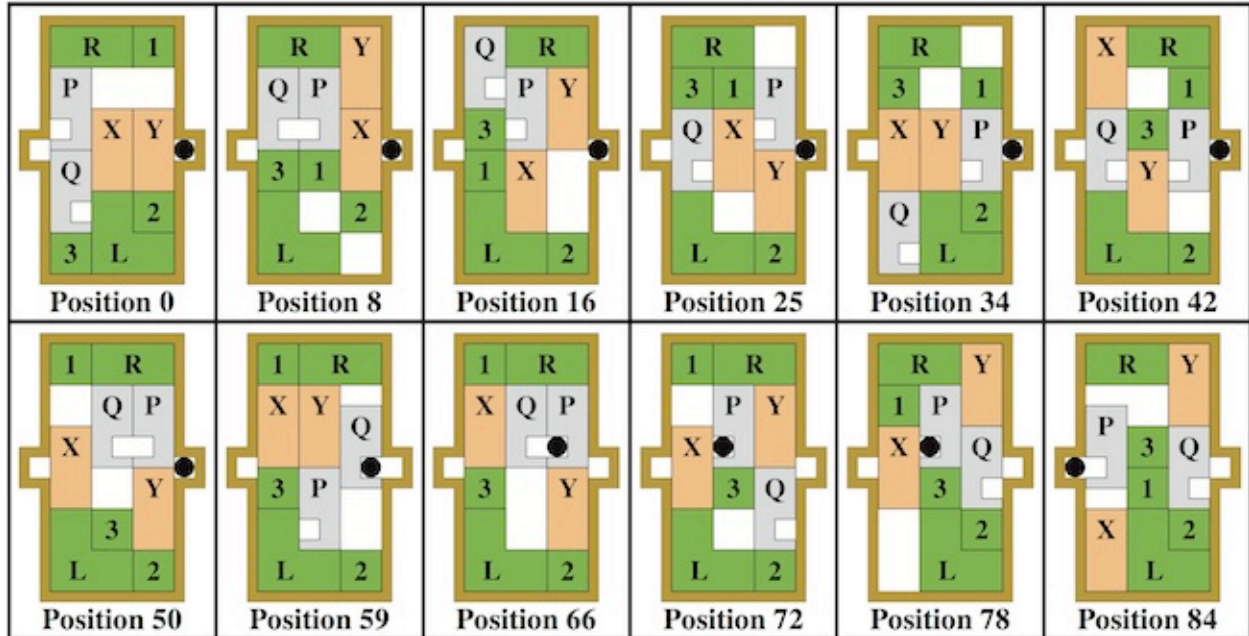 R 1
P
X Y
Q
2
3 L
Position 0
R Y
Q P
X
3 1
2
L
Position 8
Q R
P Y
3
1 X
L 2
Position 16
R
3 1 P
Q X
Y
L 2
Position 25
R
3 1
X Y P
Q 2
L
Position 34
X R
1
Q 3 P
Y
L 2
Position 42
1 R
Q P
X
Y
3
L 2
Position 50
1 R
X Y
Q
3 P
L 2
Position 59
1 R
X Q P
3 Y
L 2
Position 66
1 R
P Y
X
3 Q
L 2
Position 72
R Y
1 P
X Q
3
2
L
Position 78
R Y
P
3 Q
1
X 2
L
Position 84